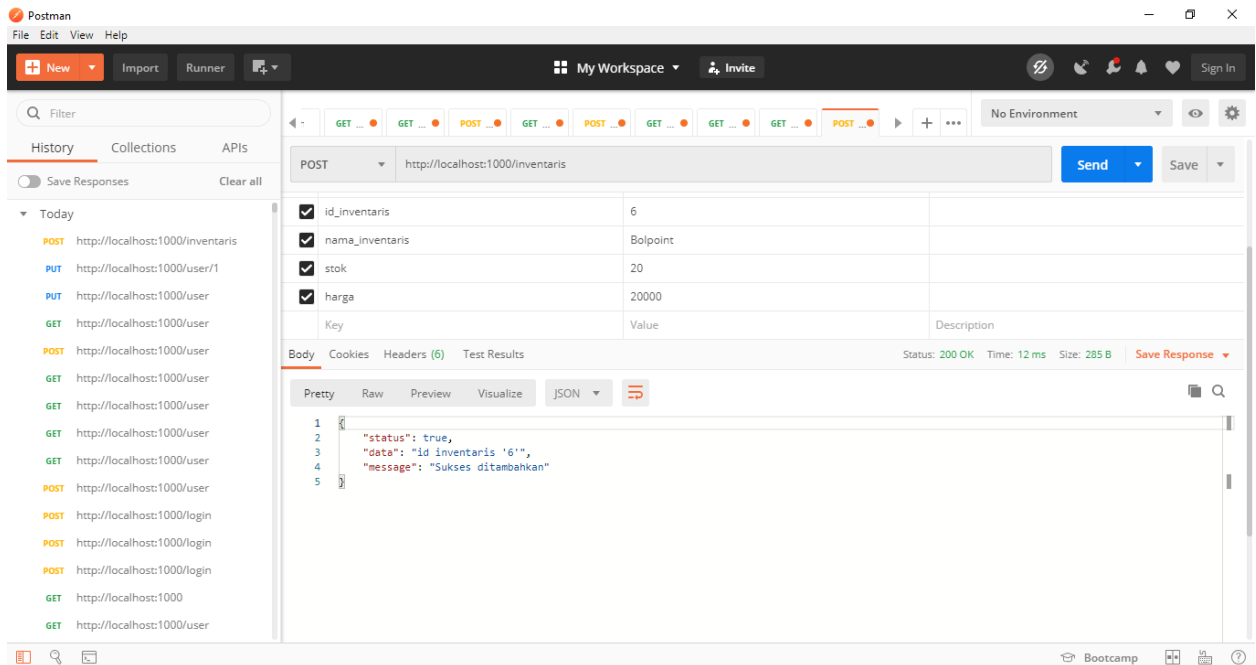 Postman
File Edit View Help
New Import Runner My Workspace Invite Sign In
Filter
History Collections APIs
Save Responses Clear all
Today
POST http://localhost:1000/inventaris
PUT http://localhost:1000/user/1
PUT http://localhost:1000/user
GET http://localhost:1000/user
POST http://localhost:1000/user
GET http://localhost:1000/user
GET http://localhost:1000/user
GET http://localhost:1000/user
GET http://localhost:1000/user
POST http://localhost:1000/user
POST http://localhost:1000/login
POST http://localhost:1000/login
POST http://localhost:1000/login
GET http://localhost:1000
GET http://localhost:1000/user
GET ... GET ... POST ... GET ... POST ... GET ... GET ... GET ... POST ...
No Environment
POST http://localhost:1000/inventaris Send Save
id_inventaris 6
nama_inventaris Bolpoint
stok 20
harga 20000
Key Value Description
Body Cookies Headers (6) Test Results Status: 200 OK Time: 12 ms Size: 285 B Save Response
Pretty Raw Preview Visualize JSON
1 {
2 "status": true,
3 "data": "id inventaris '6'",
4 "message": "Sukses ditambahkan"
5 }
Bootcamp